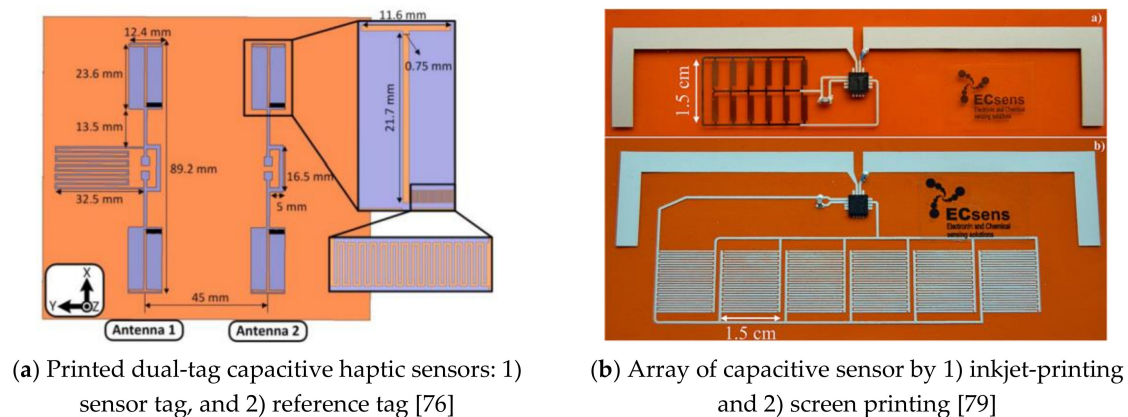 12.4 mm
23.6 mm
13.5 mm
89.2 mm
32.5 mm
16.5 mm
5 mm
45 mm
11.6 mm
0.75 mm
21.7 mm
X
Y
Z
Antenna 1
Antenna 2
a)
1.5 cm
ECsens
Electronic and Chemical
sensing solutions
b)
ECsens
Electronic and Chemical
sensing solutions
1.5 cm
(a) Printed dual-tag capacitive haptic sensors: 1)
sensor tag, and 2) reference tag [76]
(b) Array of capacitive sensor by 1) inkjet-printing
and 2) screen printing [79]